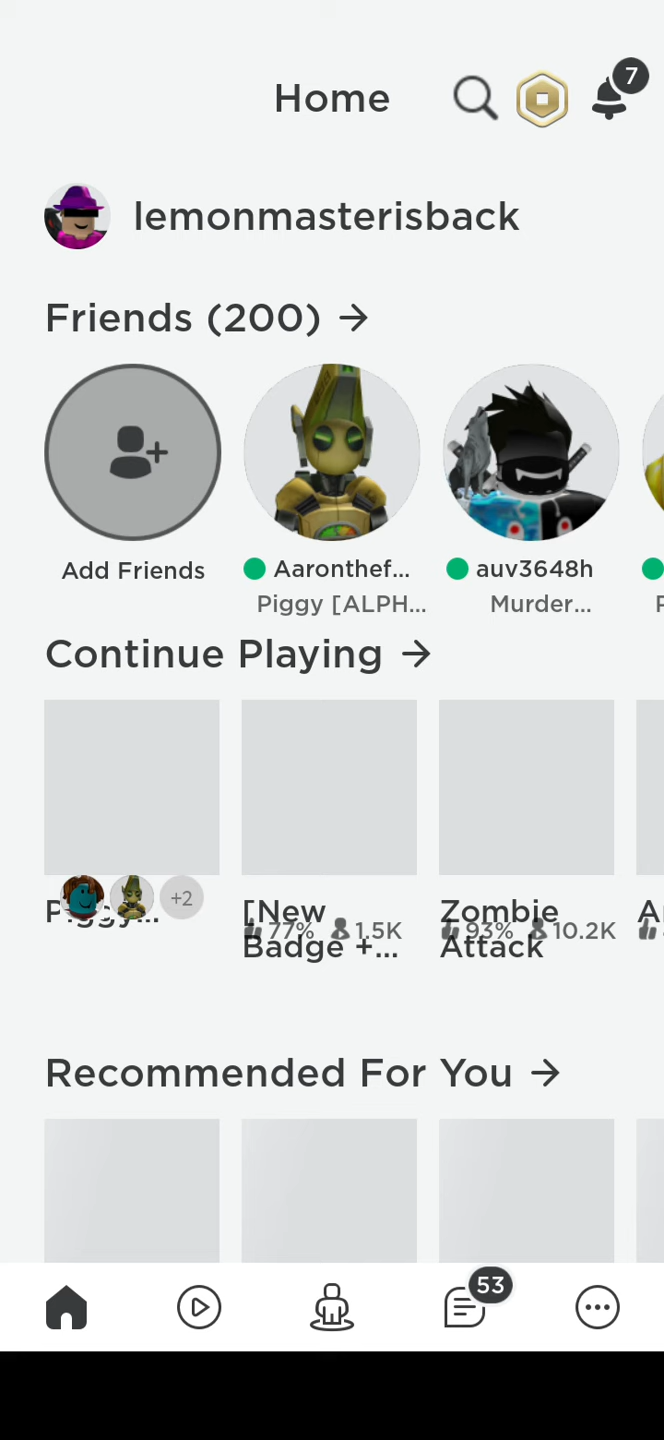 Home
7
lemonmasterisback
Friends (200)
Add Friends
Aaronthef...
auv3648h
Piggy [ALPH...
Murder...
Continue Playing
+2
Piggy...
[New
Zombie
77% 1.5K
93% 10.2K
Badge +...
Attack
Recommended For You
53